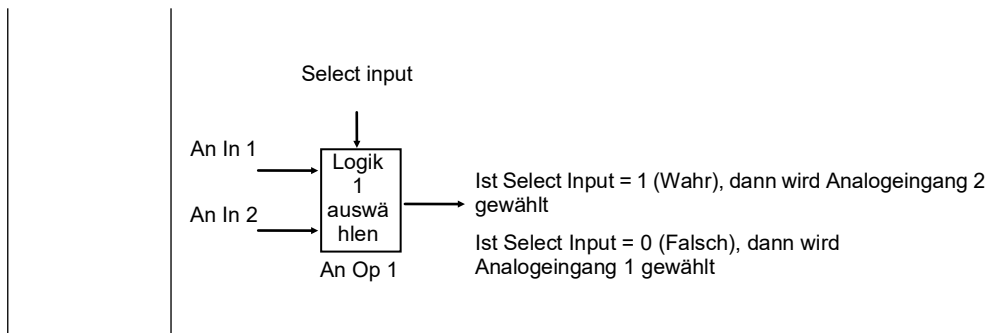 Select input
An In 1
An In 2
Logik
1
auswä
hlen
An Op 1
Ist Select Input = 1 (Wahr), dann wird Analogeingang 2
gewählt
Ist Select Input = 0 (Falsch), dann wird
Analogeingang 1 gewählt